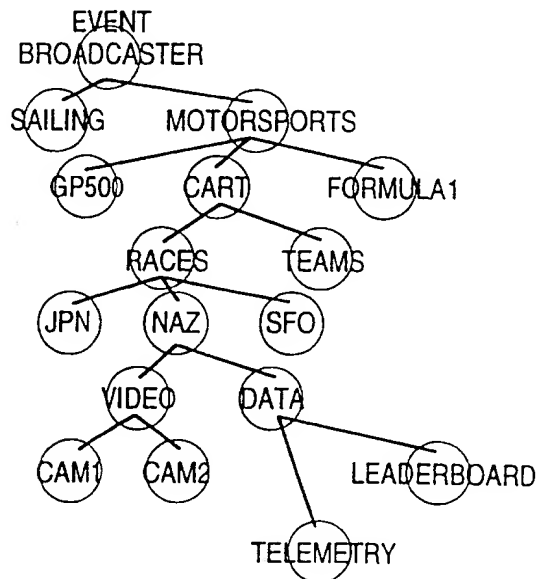 EVENT
BROADCASTER
SAILING
MOTORSPORTS
GP500
CART
FORMULA1
RACES
TEAMS
JPN
NAZ
SFO
VIDEO
DATA
CAM1
CAM2
LEADERBOARD
TELEMETRY